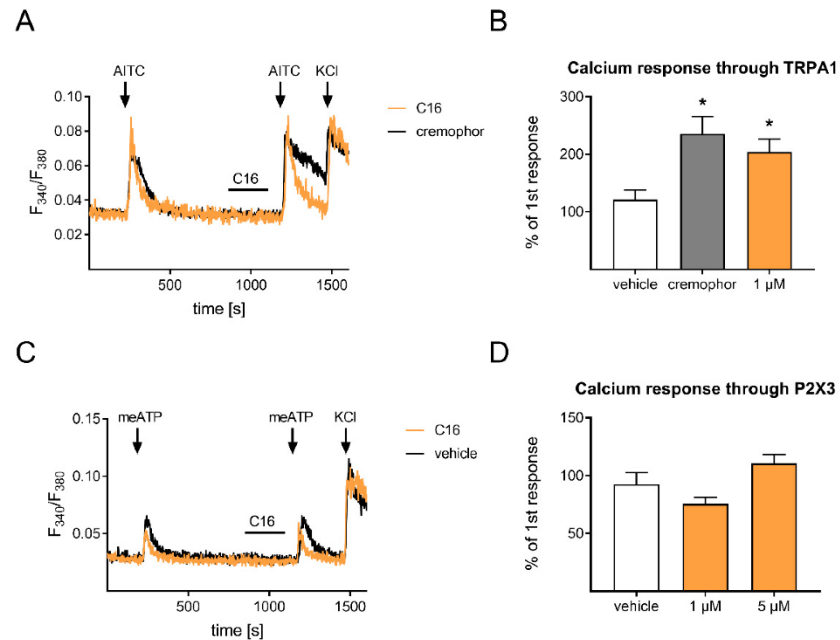 A
AITC
AITC
KCl
C16
cremophor
0.10
0.08
0.06
0.04
0.02
F340/F380
C16
500
1000
1500
time [s]
B
Calcium response through TRPA1
300
200
100
% of 1st response
*
*
vehicle
cremophor
1 µM
C
meATP
meATP
KCl
C16
vehicle
0.15
0.10
0.05
F340/F380
C16
500
1000
1500
time [s]
D
Calcium response through P2X3
150
100
50
% of 1st response
vehicle
1 µM
5 µM